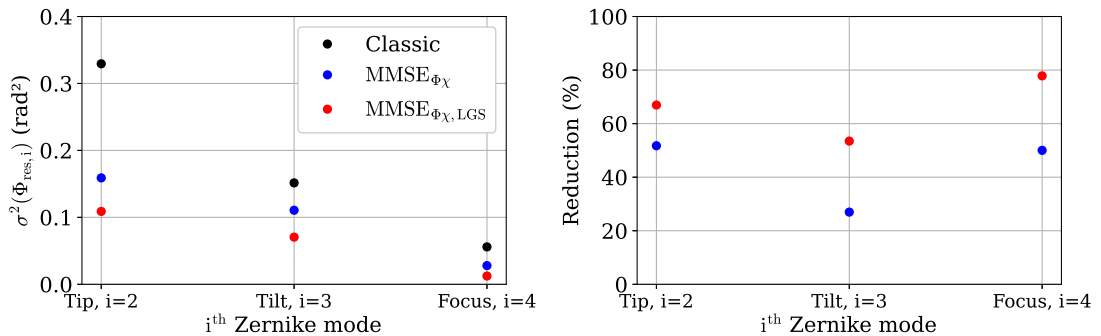 0.4
0.3
0.2
0.1
0.0
σ²(Φres,i) (rad²)
Classic
MMSEΦχ
MMSEΦχ, LGS
Tip, i=2
Tilt, i=3
Focus, i=4
ith Zernike mode
100
80
60
40
20
0
Reduction (%)
Tip, i=2
Tilt, i=3
Focus, i=4
ith Zernike mode